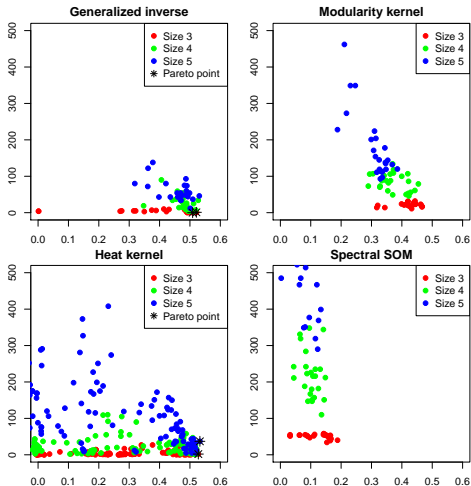 Generalized inverse
Size 3
Size 4
Size 5
Pareto point
0 100 200 300 400 500
0.0 0.1 0.2 0.3 0.4 0.5 0.6
Modularity kernel
Size 3
Size 4
Size 5
0 100 200 300 400 500
0.0 0.1 0.2 0.3 0.4 0.5 0.6
Heat kernel
Size 3
Size 4
Size 5
Pareto point
0 100 200 300 400 500
0.0 0.1 0.2 0.3 0.4 0.5 0.6
Spectral SOM
Size 3
Size 4
Size 5
0 100 200 300 400 500
0.0 0.1 0.2 0.3 0.4 0.5 0.6